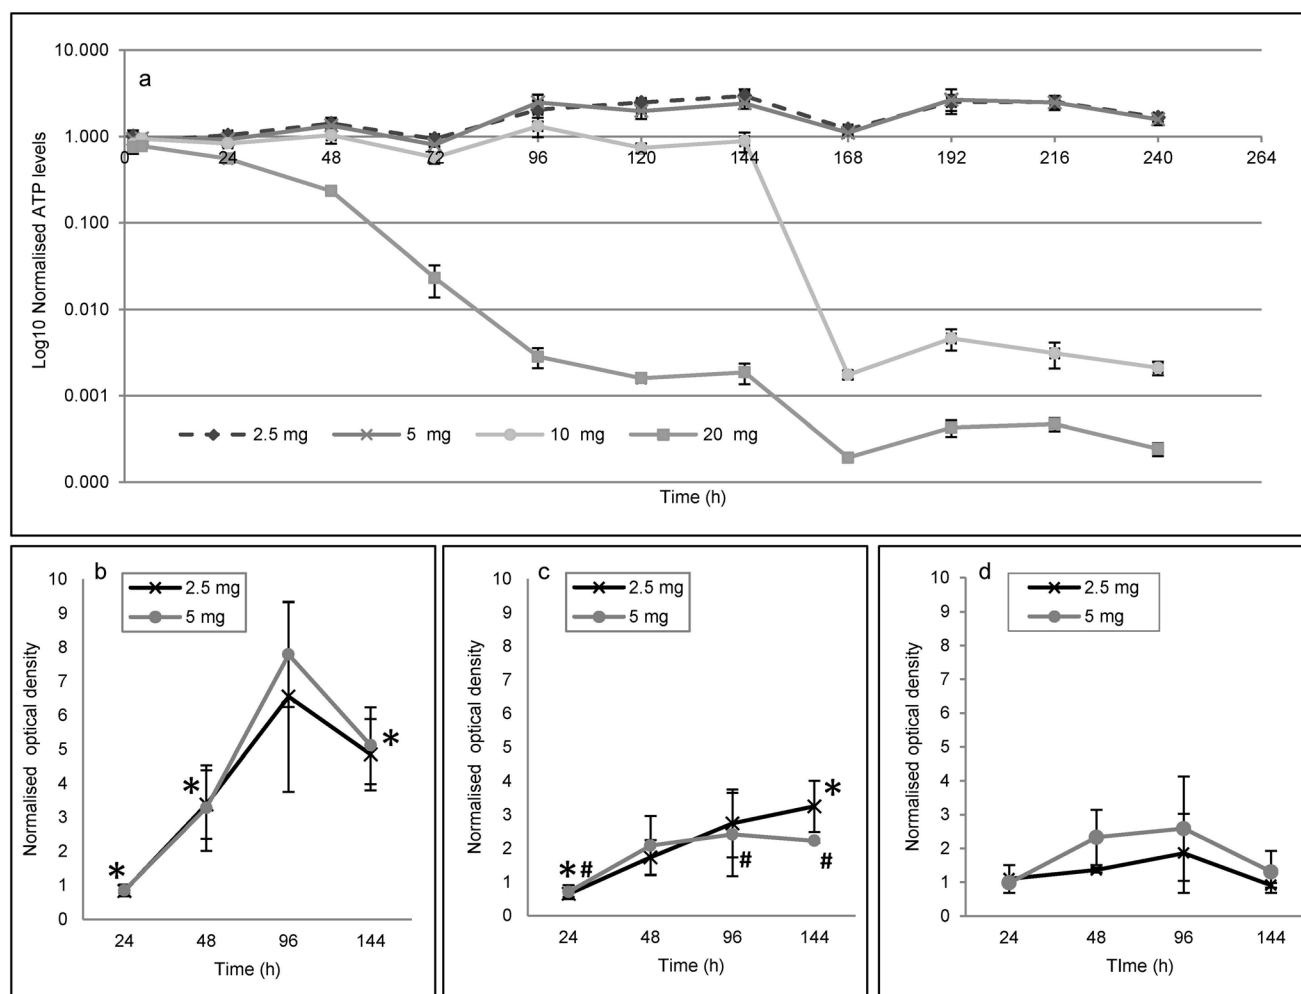 a
10.000
1.000
0.100
0.010
0.001
0.000
Log10 Normalised ATP levels
0 24 48 72 96 120 144 168 192 216 240 264
2.5 mg 5 mg 10 mg 20 mg
Time (h)
b
2.5 mg
5 mg
10
9
8
7
6
5
4
3
2
1
0
Normalised optical density
*
*
*
24 48 96 144
Time (h)
c
2.5 mg
5 mg
10
9
8
7
6
5
4
3
2
1
0
Normalised optical density
*
* #
#
#
24 48 96 144
Time (h)
d
2.5 mg
5 mg
10
9
8
7
6
5
4
3
2
1
0
Normalised optical density
24 48 96 144
TIme (h)